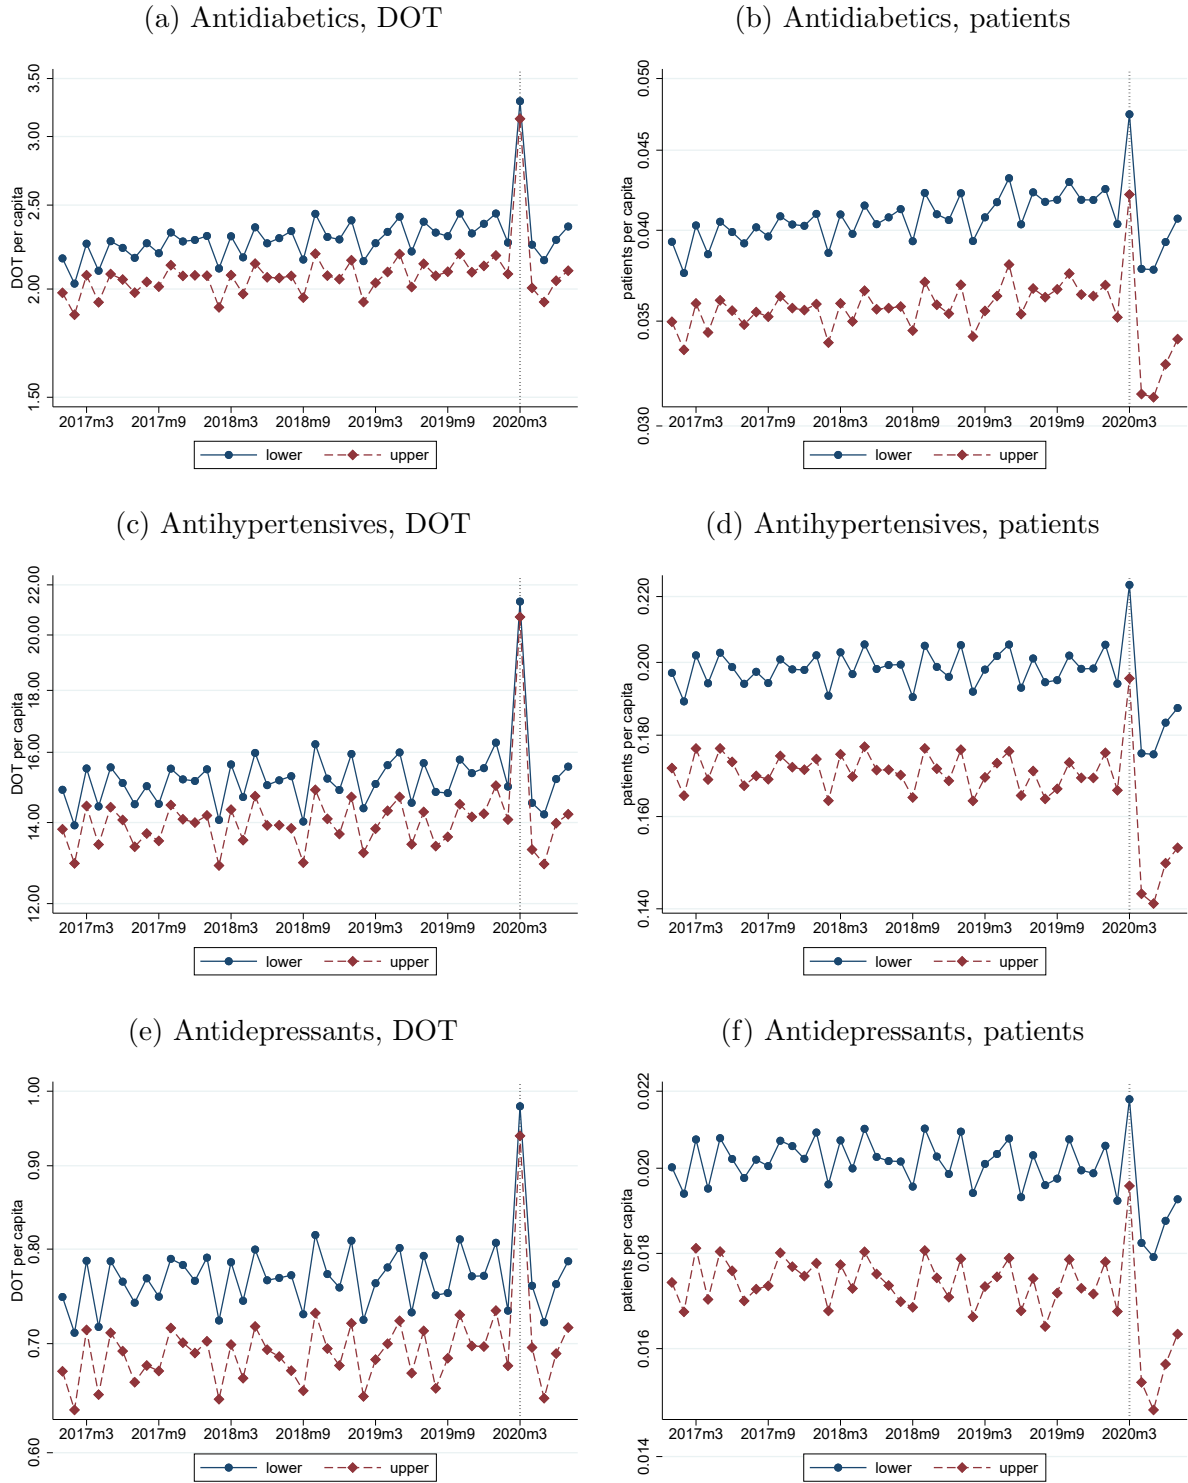 (a) Antidiabetics, DOT
DOT per capita
3.50
3.00
2.50
2.00
1.50
2017m3 2017m9 2018m3 2018m9 2019m3 2019m9 2020m3
lower upper
(b) Antidiabetics, patients
patients per capita
0.050
0.045
0.040
0.035
0.030
2017m3 2017m9 2018m3 2018m9 2019m3 2019m9 2020m3
lower upper
(c) Antihypertensives, DOT
DOT per capita
22.00
20.00
18.00
16.00
14.00
12.00
2017m3 2017m9 2018m3 2018m9 2019m3 2019m9 2020m3
lower upper
(d) Antihypertensives, patients
patients per capita
0.220
0.200
0.180
0.160
0.140
2017m3 2017m9 2018m3 2018m9 2019m3 2019m9 2020m3
lower upper
(e) Antidepressants, DOT
DOT per capita
1.00
0.90
0.80
0.70
0.60
2017m3 2017m9 2018m3 2018m9 2019m3 2019m9 2020m3
lower upper
(f) Antidepressants, patients
patients per capita
0.022
0.020
0.018
0.016
0.014
2017m3 2017m9 2018m3 2018m9 2019m3 2019m9 2020m3
lower upper